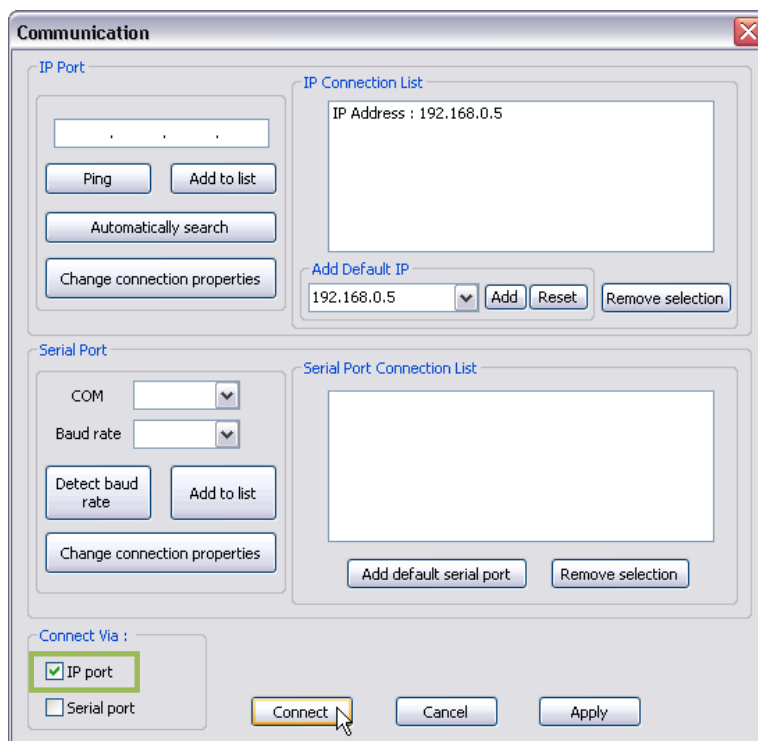 Communication
IP Port
. . .
Ping
Add to list
Automatically search
Change connection properties
IP Connection List
IP Address : 192.168.0.5
Add Default IP
192.168.0.5
Add
Reset
Remove selection
Serial Port
COM
Baud rate
Detect baud
rate
Add to list
Change connection properties
Serial Port Connection List
Add default serial port
Remove selection
Connect Via :
IP port
Serial port
Connect
Cancel
Apply